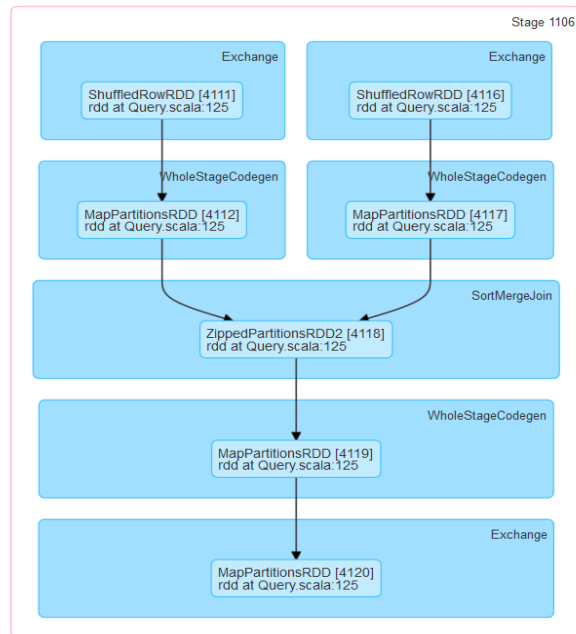 Stage 1106
Exchange
Exchange
ShuffledRowRDD [4111]
rdd at Query.scala:125
ShuffledRowRDD [4116]
rdd at Query.scala:125
WholeStageCodegen
WholeStageCodegen
MapPartitionsRDD [4112]
rdd at Query.scala:125
MapPartitionsRDD [4117]
rdd at Query.scala:125
SortMergeJoin
ZippedPartitionsRDD2 [4118]
rdd at Query.scala:125
WholeStageCodegen
MapPartitionsRDD [4119]
rdd at Query.scala:125
Exchange
MapPartitionsRDD [4120]
rdd at Query.scala:125